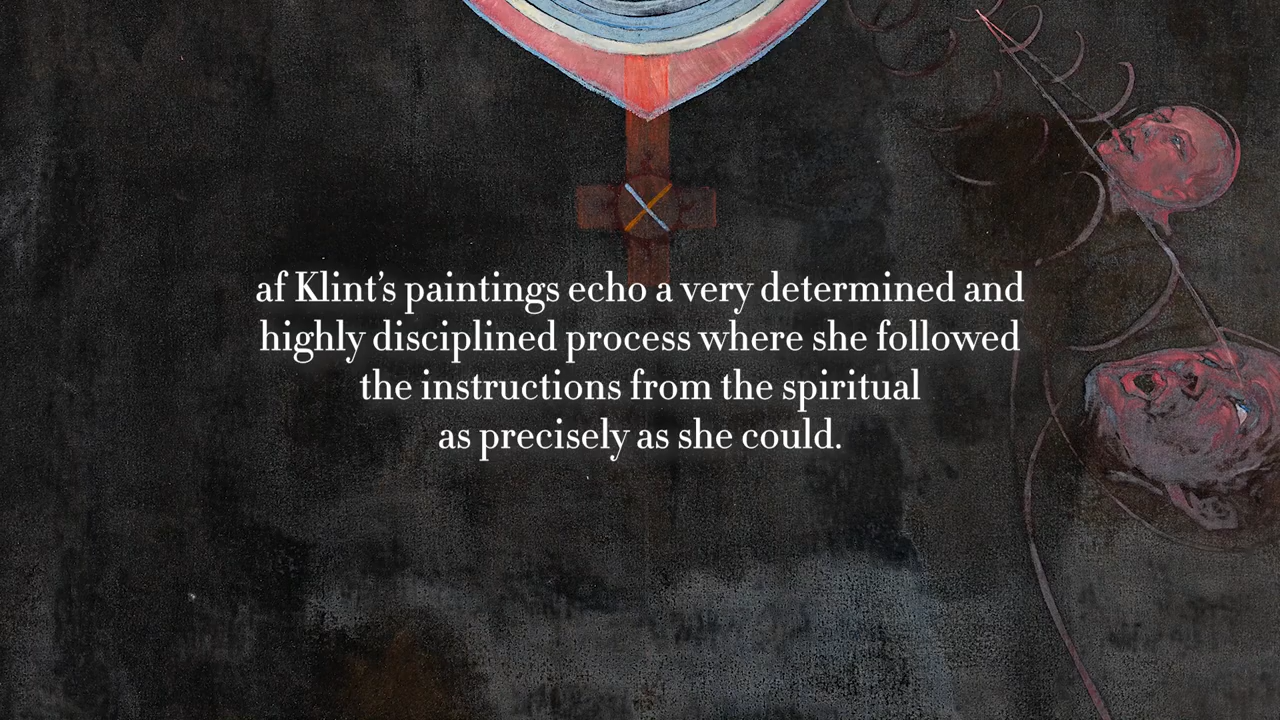 af Klint’s paintings echo a very determined and
highly disciplined process where she followed
the instructions from the spiritual
as precisely as she could.